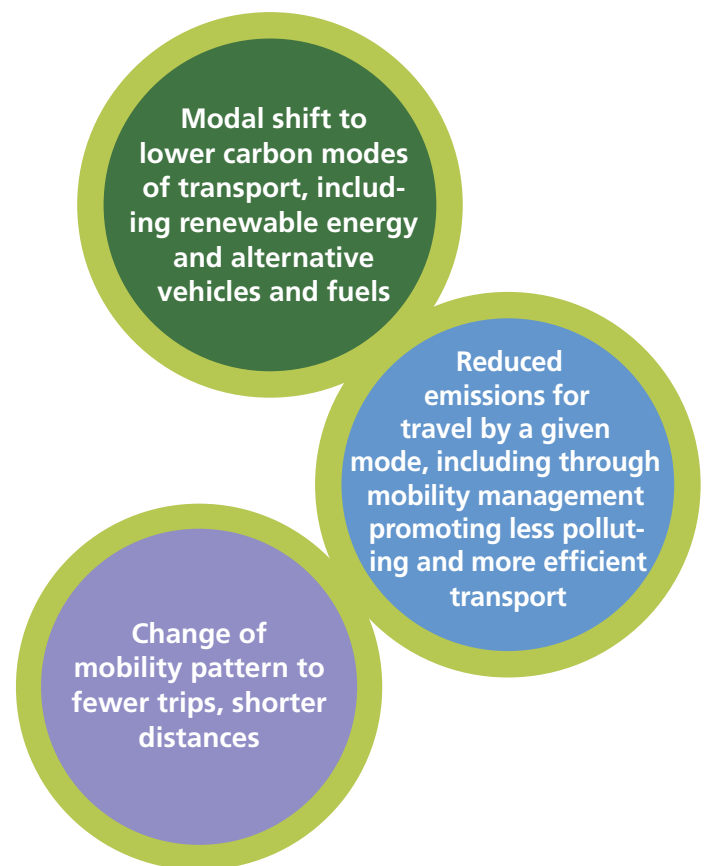 Modal shift to
lower carbon modes
of transport, includ-
ing renewable energy
and alternative
vehicles and fuels
Reduced
emissions for
travel by a given
mode, including through
mobility management
promoting less pollut-
ing and more efficient
transport
Change of
mobility pattern to
fewer trips, shorter
distances